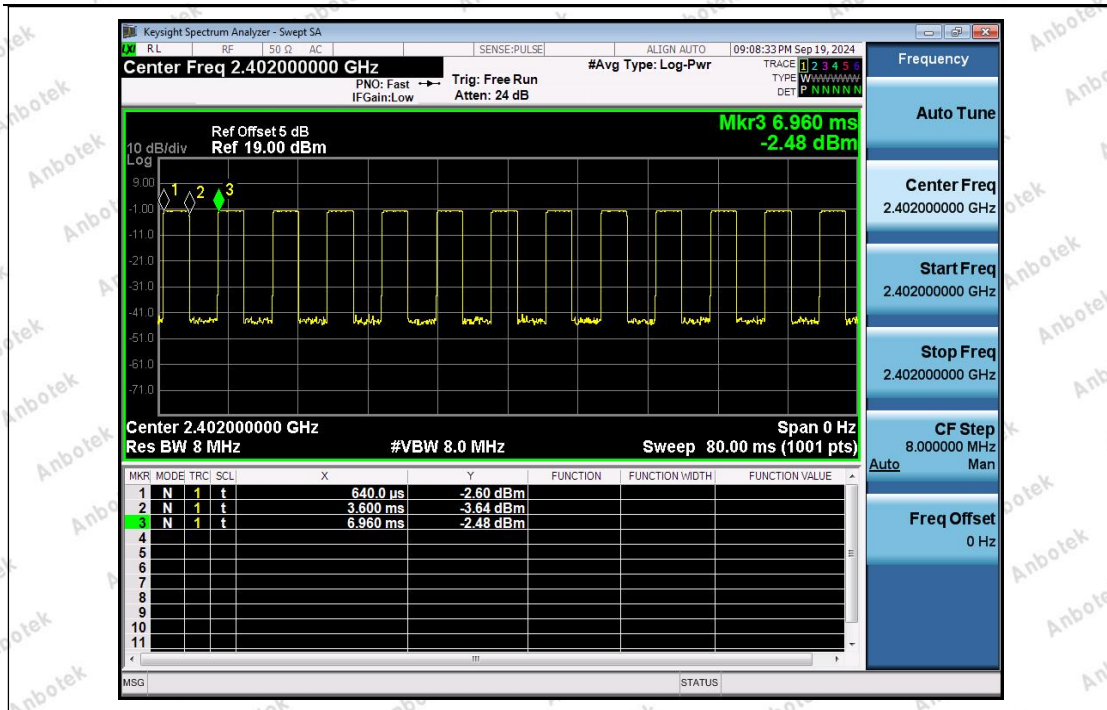 Keysight Spectrum Analyzer - Swept SA
LXI RL RF 50 Ω AC SENSE:PULSE ALIGN AUTO 09:08:33 PM Sep 19, 2024
Center Freq 2.402000000 GHz
PNO: Fast
IFGain:Low
Trig: Free Run
Atten: 24 dB
#Avg Type: Log-Pwr
TRACE 1 2 3 4 5 6
TYPE WWWWWWW
DET P N N N N N
Mkr3 6.960 ms
-2.48 dBm
Ref Offset 5 dB
10 dB/div Ref 19.00 dBm
Log
9.00
-1.00
-11.0
-21.0
-31.0
-41.0
-51.0
-61.0
-71.0
1 2 3
Center 2.402000000 GHz Span 0 Hz
Res BW 8 MHz #VBW 8.0 MHz Sweep 80.00 ms (1001 pts)
MKR MODE TRC SCL X Y FUNCTION FUNCTION WIDTH FUNCTION VALUE
1 N 1 t 640.0 µs -2.60 dBm
2 N 1 t 3.600 ms -3.64 dBm
3 N 1 t 6.960 ms -2.48 dBm
4
5
6
7
8
9
10
11
MSG STATUS
Frequency
Auto Tune
Center Freq
2.402000000 GHz
Start Freq
2.402000000 GHz
Stop Freq
2.402000000 GHz
CF Step
8.000000 MHz
Auto Man
Freq Offset
0 Hz
Anbotek
Anbotek
Anbotek
Anbotek
Anbotek
Anbotek
Anbotek
Anbotek